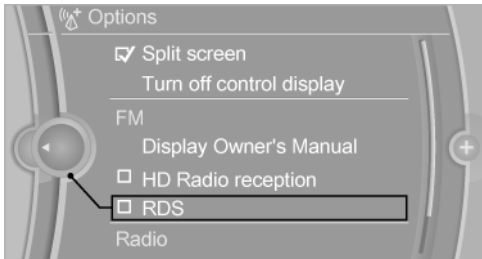 Options
Split screen
Turn off control display
FM
Display Owner's Manual
HD Radio reception
RDS
Radio